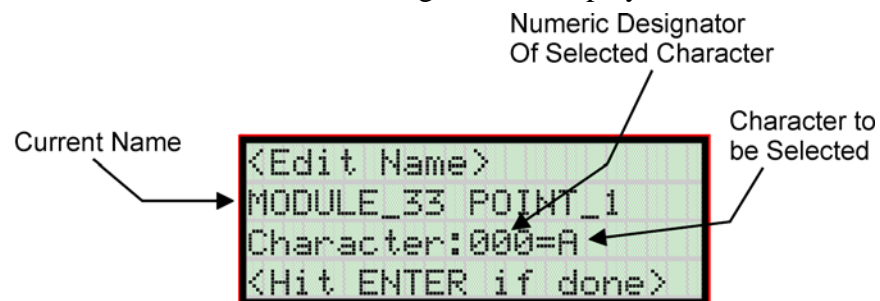 Numeric Designator
Of Selected Character
Current Name
Character to
be Selected
<Edit Name>
MODULE_33 POINT_1
Character:000=A
<Hit ENTER if done>